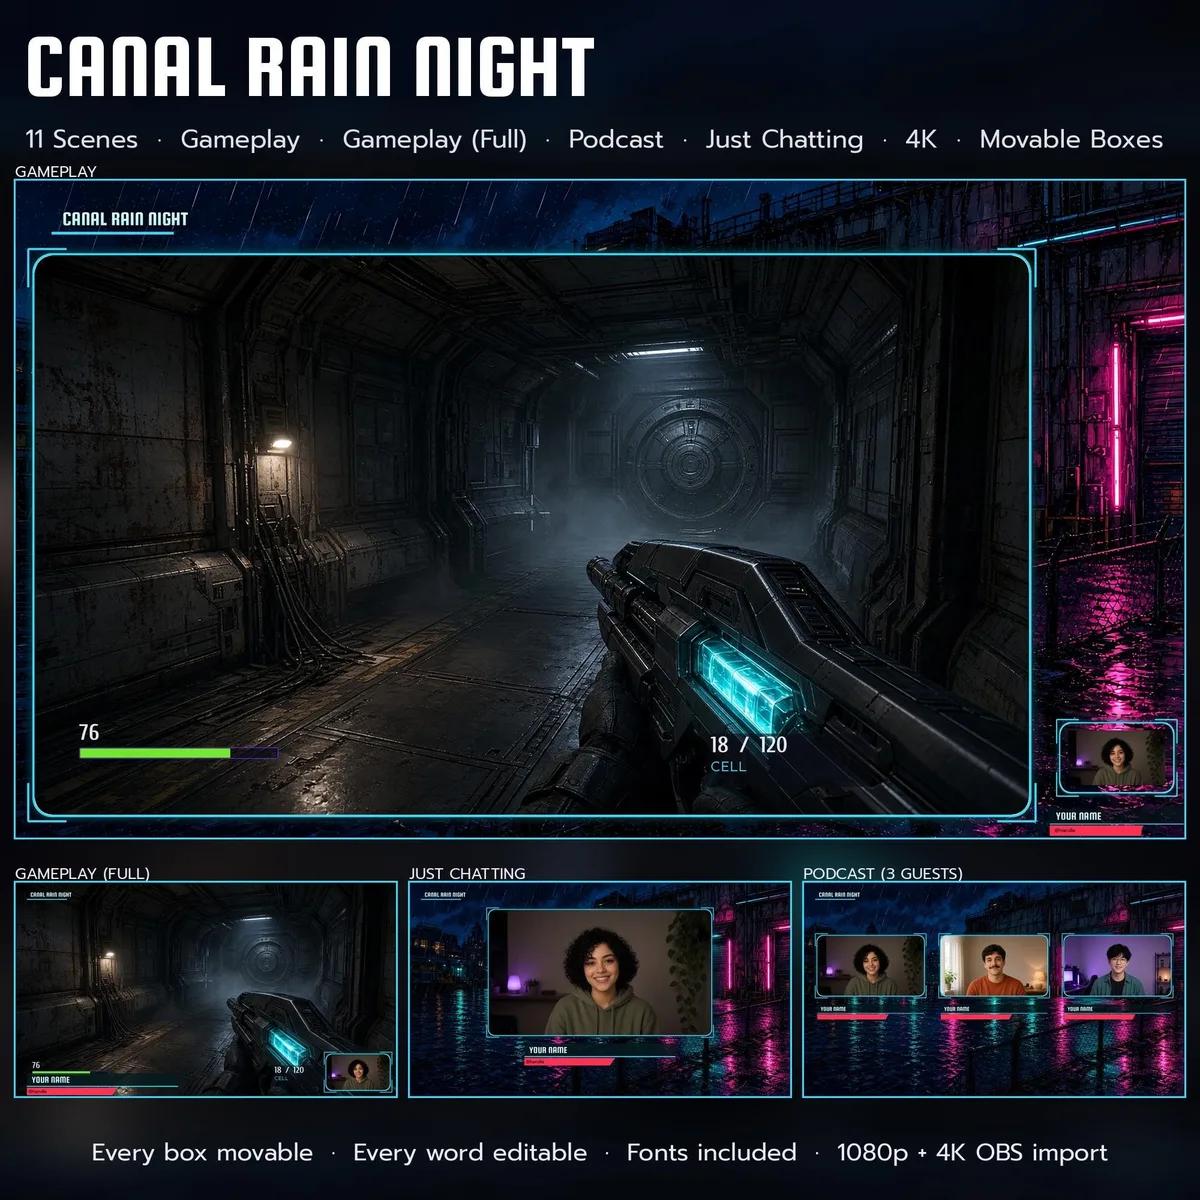 CANAL RAIN NIGHT
11 Scenes · Gameplay · Gameplay (Full) · Podcast · Just Chatting · 4K · Movable Boxes
GAMEPLAY
CANAL RAIN NIGHT
76
18 / 120
CELL
YOUR NAME
@handle
GAMEPLAY (FULL)
CANAL RAIN NIGHT
76
YOUR NAME
@handle
18 / 120
CELL
JUST CHATTING
CANAL RAIN NIGHT
YOUR NAME
@handle
PODCAST (3 GUESTS)
CANAL RAIN NIGHT
YOUR NAME
YOUR NAME
YOUR NAME
Every box movable · Every word editable · Fonts included · 1080p + 4K OBS import